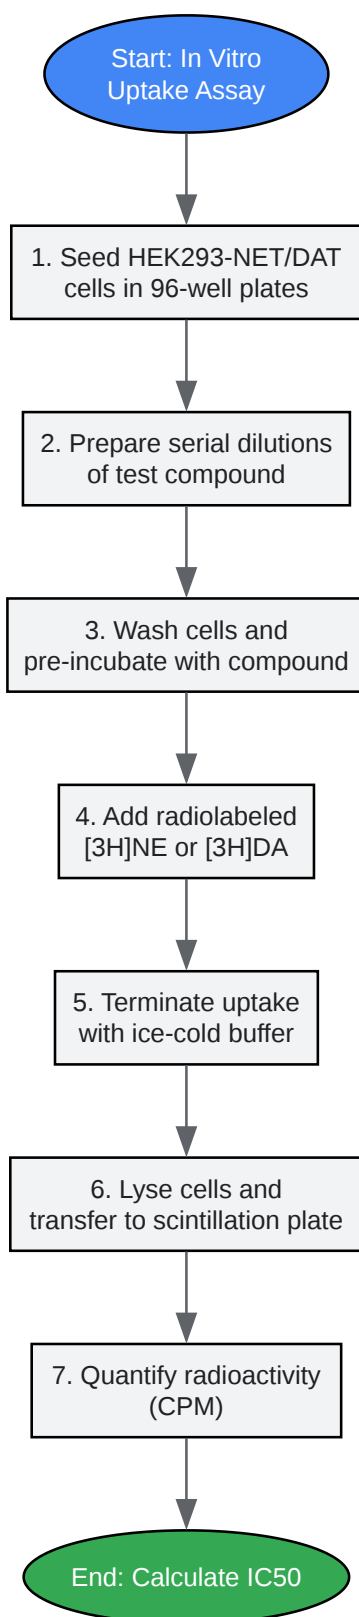 Start: In Vitro
Uptake Assay
1. Seed HEK293-NET/DAT
cells in 96-well plates
2. Prepare serial dilutions
of test compound
3. Wash cells and
pre-incubate with compound
4. Add radiolabeled
[3H]NE or [3H]DA
5. Terminate uptake
with ice-cold buffer
6. Lyse cells and
transfer to scintillation plate
7. Quantify radioactivity
(CPM)
End: Calculate IC50